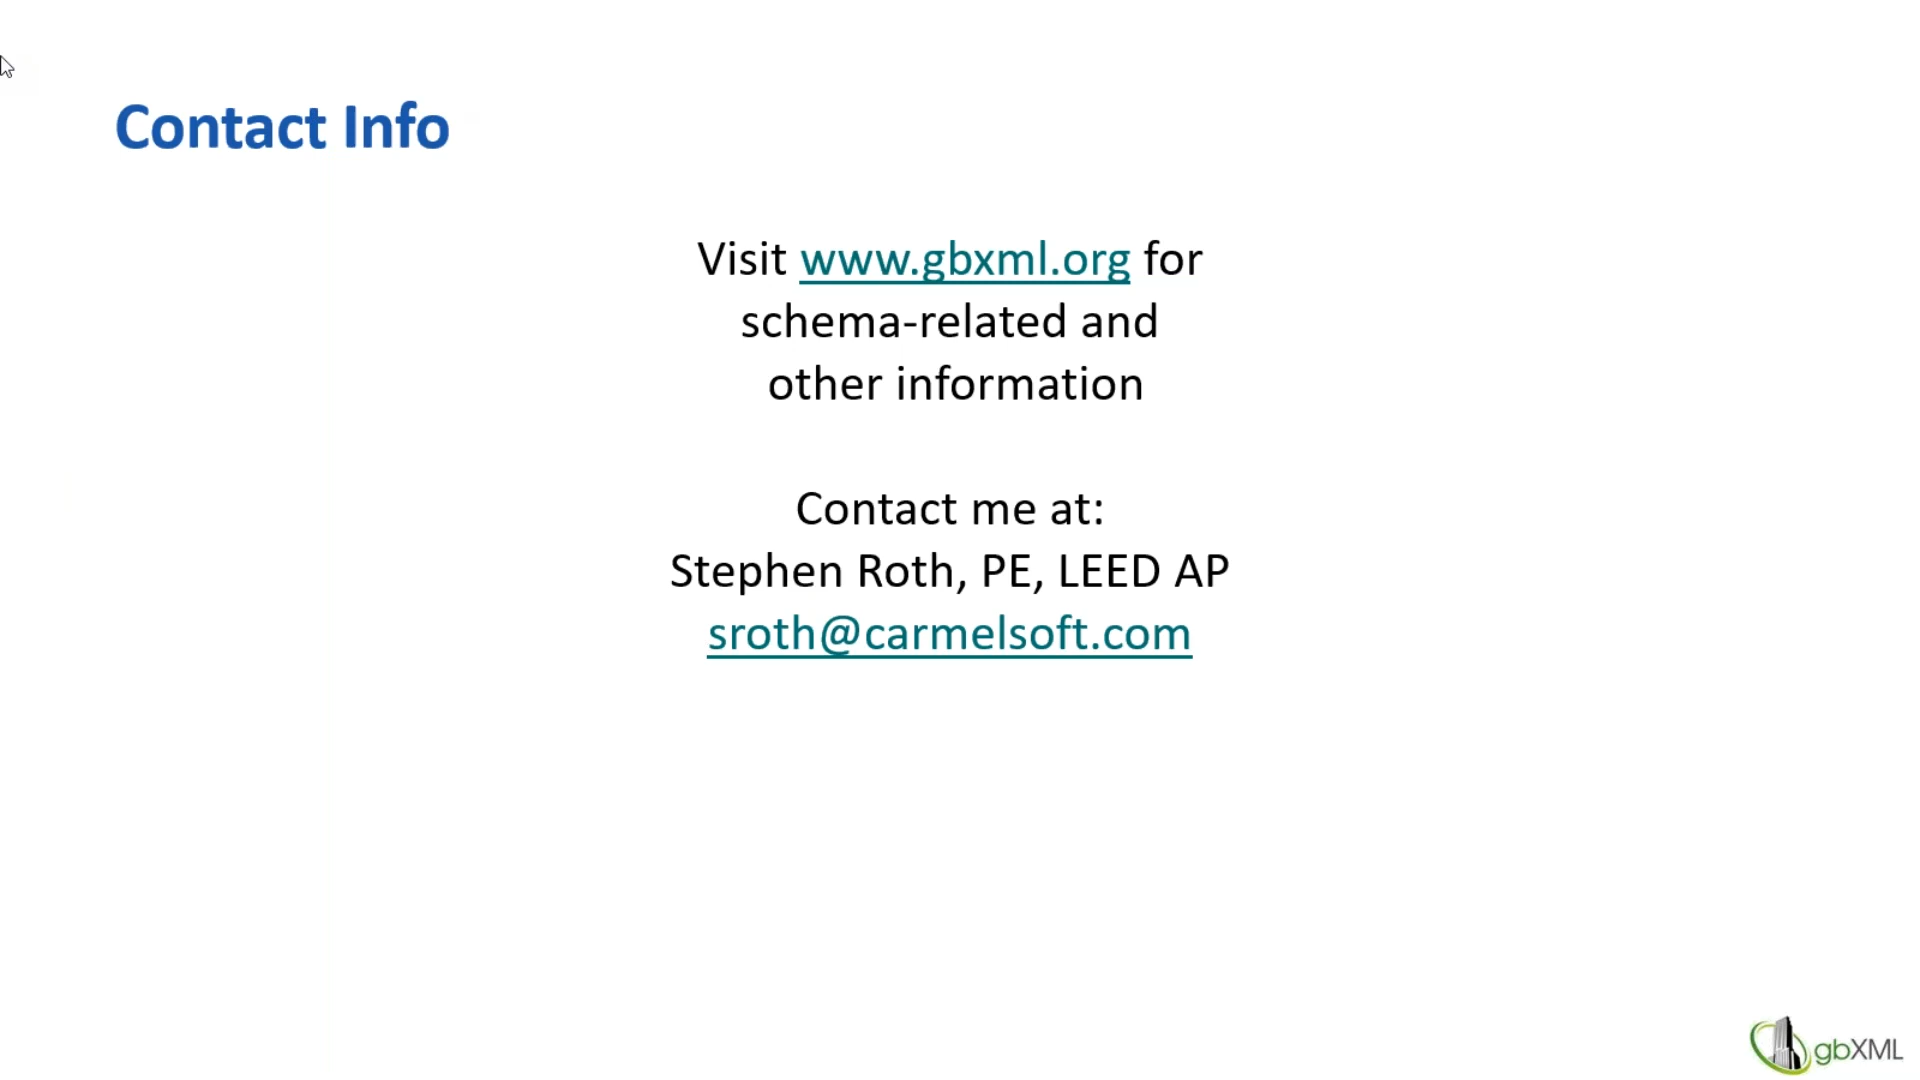 Contact Info
Visit www.gbxml.org for
schema-related and
other information
Contact me at:
Stephen Roth, PE, LEED AP
sroth@carmelsoft.com
gbXML